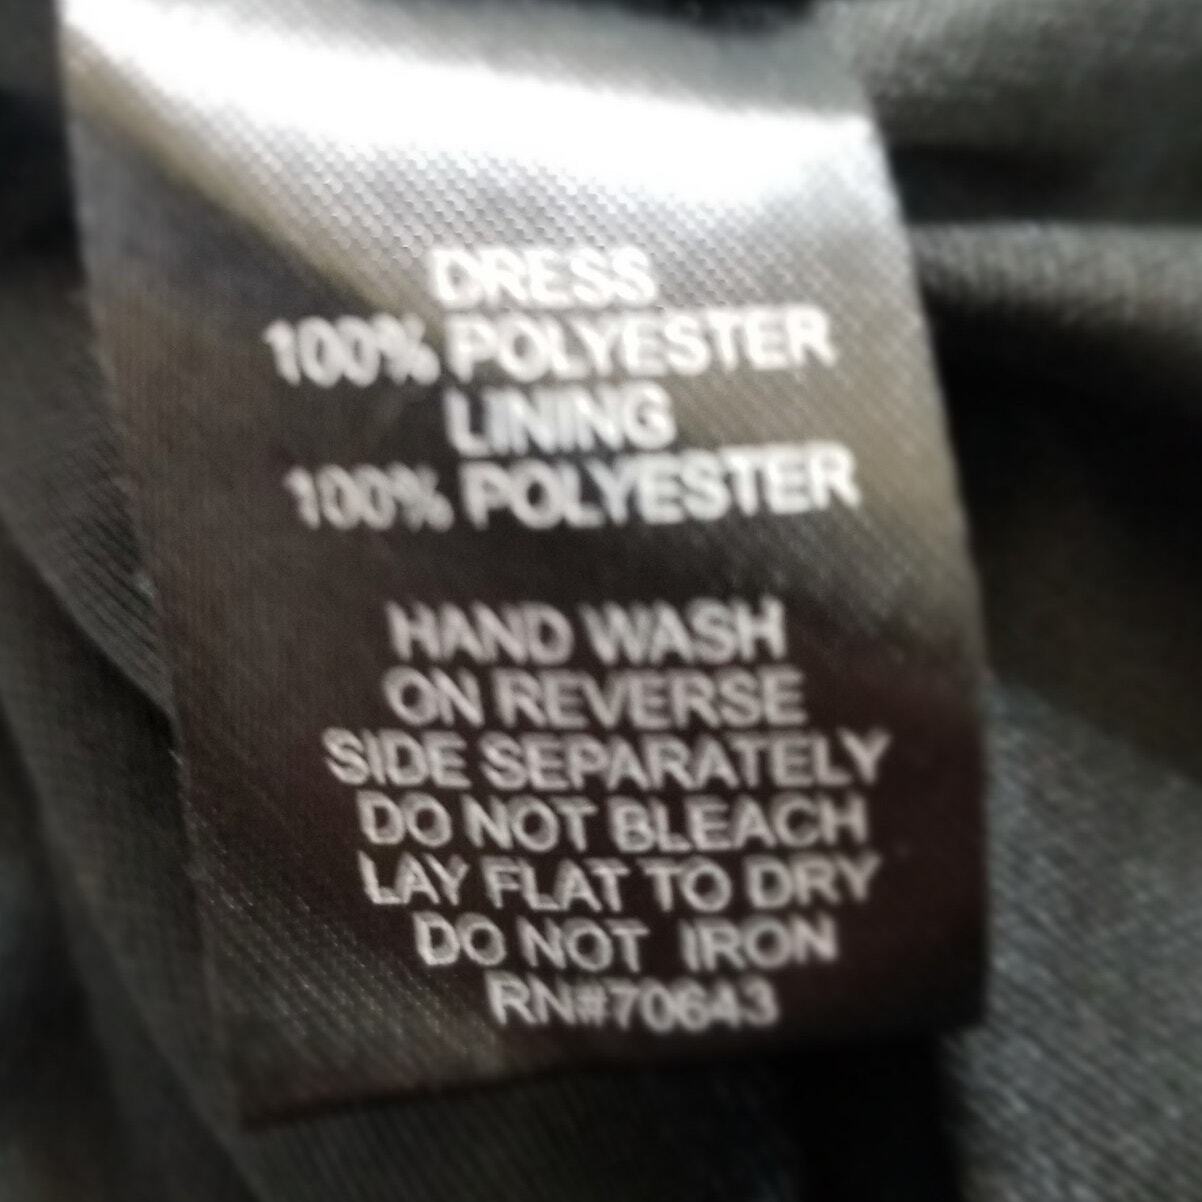 DRESS
100% POLYESTER
LINING
100% POLYESTER
HAND WASH
ON REVERSE
SIDE SEPARATELY
DO NOT BLEACH
LAY FLAT TO DRY
DO NOT IRON
RN#70643